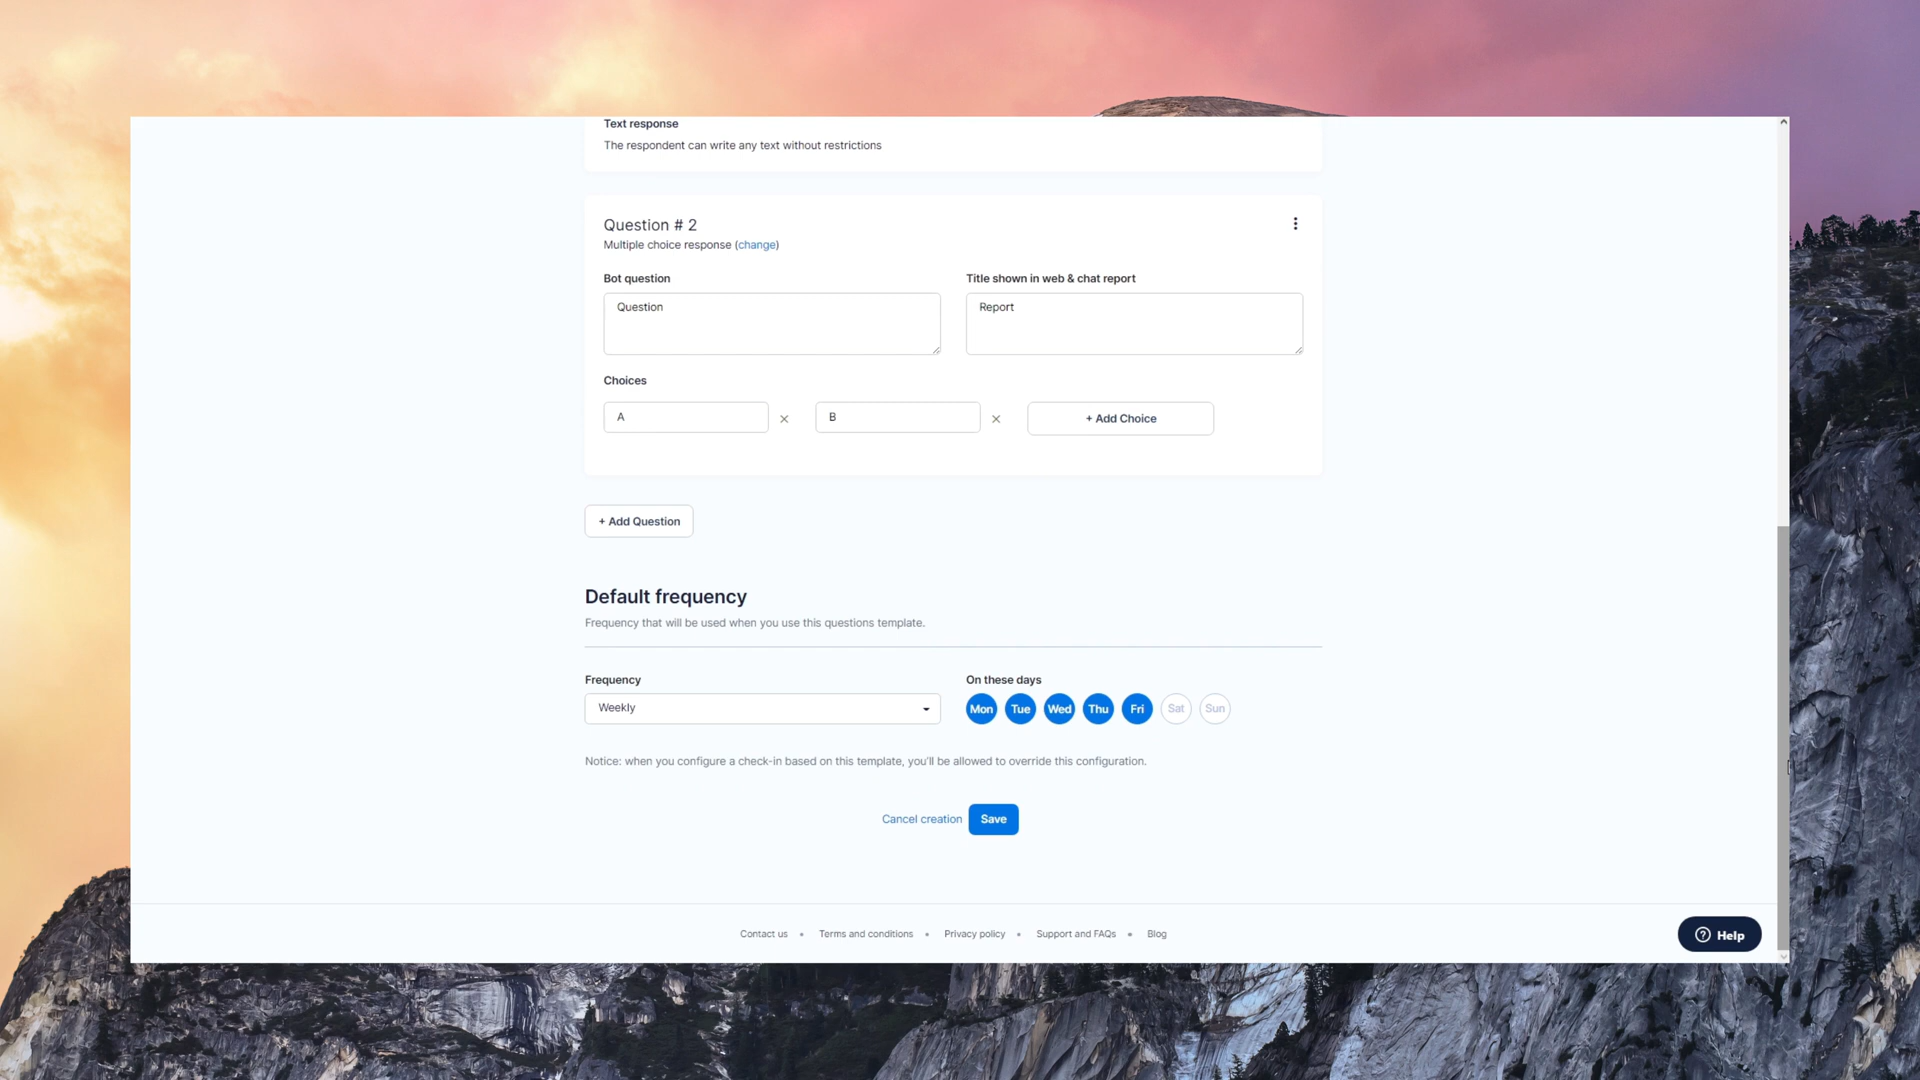 Text response
The respondent can write any text without restrictions
Question # 2
Multiple choice response (change)
Bot question
Title shown in web & chat report
Question
Report
Choices
A
B
+ Add Choice
+ Add Question
Default frequency
Frequency that will be used when you use this questions template.
Frequency
On these days
Weekly
Mon Tue Wed Thu Fri Sat Sun
Notice: when you configure a check-in based on this template, you'll be allowed to override this configuration.
Cancel creation Save
Contact us • Terms and conditions • Privacy policy • Support and FAQs • Blog
Help